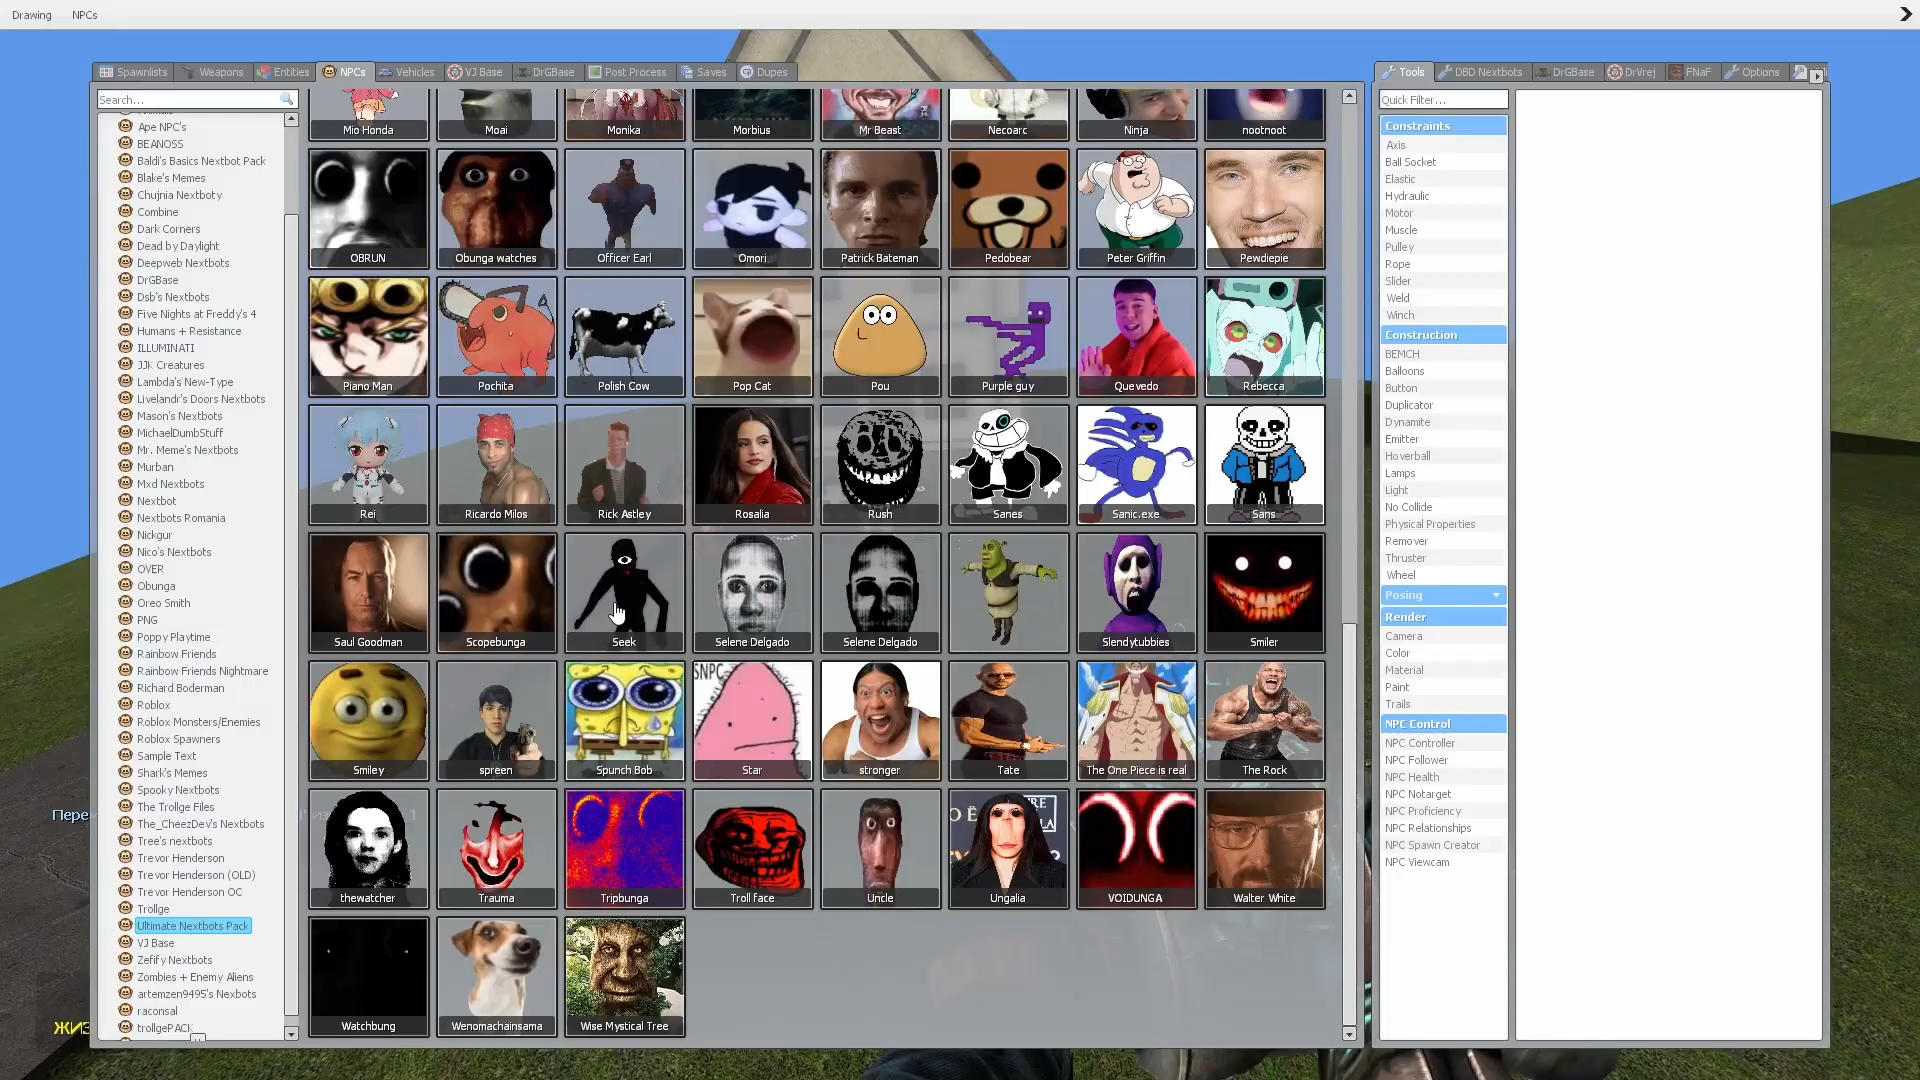 Drawing NPCs
Spawnlists Weapons Entities NPCs Vehicles VJ Base DrGBase Post Process Saves Dupes
Tools DBD Nextbots DrGBase DrVrej FNaF Options
Search...
Ape NPC's
BEANOSS
Baldi's Basics Nextbot Pack
Blake's Memes
Chujnia Nextboty
Combine
Dark Corners
Dead by Daylight
Deepweb Nextbots
DrGBase
Dsb's Nextbots
Five Nights at Freddy's 4
Humans + Resistance
ILLUMINATI
JJK Creatures
Lambda's New-Type
Livelandr's Doors Nextbots
Mason's Nextbots
MichaelDumbStuff
Mr. Meme's Nextbots
Murban
Mxd Nextbots
Nextbot
Nextbots Romania
Nickgur
Nico's Nextbots
OVER
Obunga
Oreo Smith
PNG
Poppy Playtime
Rainbow Friends
Rainbow Friends Nightmare
Richard Boderman
Roblox
Roblox Monsters/Enemies
Roblox Spawners
Sample Text
Shark's Memes
Spooky Nextbots
The Trollge Files
The_CheezDev's Nextbots
Tree's nextbots
Trevor Henderson
Trevor Henderson (OLD)
Trevor Henderson OC
Trollge
Ultimate Nextbots Pack
VJ Base
Zefify Nextbots
Zombies + Enemy Aliens
artemzen9495's Nexbots
raconsal
trollgePACK
Mio Honda Moai Monika Morbius Mr Beast Necoarc Ninja nootnoot
OBRUN Obunga watches Officer Earl Omori Patrick Bateman Pedobear Peter Griffin Pewdiepie
Piano Man Pochita Polish Cow Pop Cat Pou Purple guy Quevedo Rebecca
Rei Ricardo Milos Rick Astley Rosalia Rush Sanes Sanic.exe Sans
Saul Goodman Scopebunga Seek Selene Delgado Selene Delgado Slendytubbies Smiler
SNPC
Smiley spreen Spunch Bob Star stronger Tate The One Piece is real The Rock
thewatcher Trauma Tripbunga Troll face Uncle Ungalia VOIDUNGA Walter White
Watchbung Wenomachainsama Wise Mystical Tree
Quick Filter...
Constraints
Axis
Ball Socket
Elastic
Hydraulic
Motor
Muscle
Pulley
Rope
Slider
Weld
Winch
Construction
BEMCH
Balloons
Button
Duplicator
Dynamite
Emitter
Hoverball
Lamps
Light
No Collide
Physical Properties
Remover
Thruster
Wheel
Posing
Render
Camera
Color
Material
Paint
Trails
NPC Control
NPC Controller
NPC Follower
NPC Health
NPC Notarget
NPC Proficiency
NPC Relationships
NPC Spawn Creator
NPC Viewcam